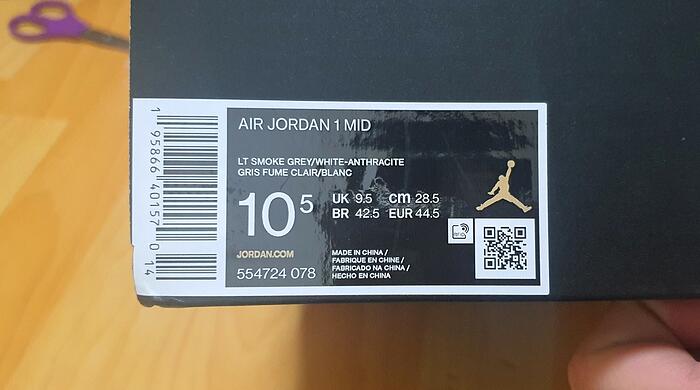 AIR JORDAN 1 MID
LT SMOKE GREY/WHITE-ANTHRACITE
GRIS FUME CLAIR/BLANC
10 5
UK 9.5 cm 28.5
BR 42.5 EUR 44.5
JORDAN.COM
554724 078
MADE IN CHINA /
FABRIQUE EN CHINE /
FABRICADO NA CHINA /
HECHO EN CHINA
1 95866 40157 0 14